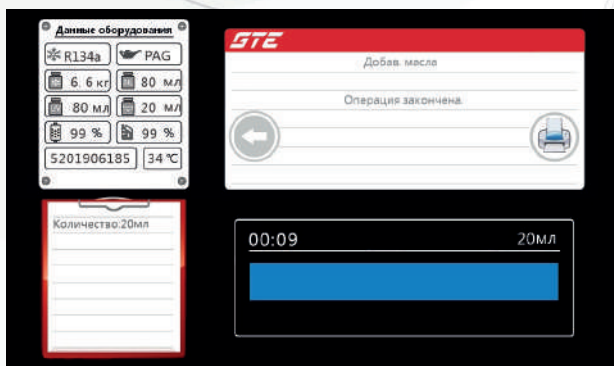 Данные оборудования
R134a PAG
6.6 кг 80 мл
80 мл 20 мл
99 % 99 %
5201906185 34 ℃
GTE
Добав. масла
Операция закончена.
Количество:20мл
00:09 20мл